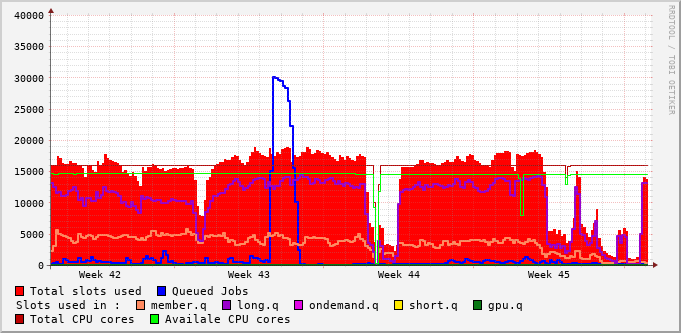 40000
35000
30000
25000
20000
15000
10000
5000
0
Week 42 Week 43 Week 44 Week 45
RRDTOOL / TOBI OETIKER
Total slots used Queued Jobs
Slots used in : member.q long.q ondemand.q short.q gpu.q
Total CPU cores Availale CPU cores